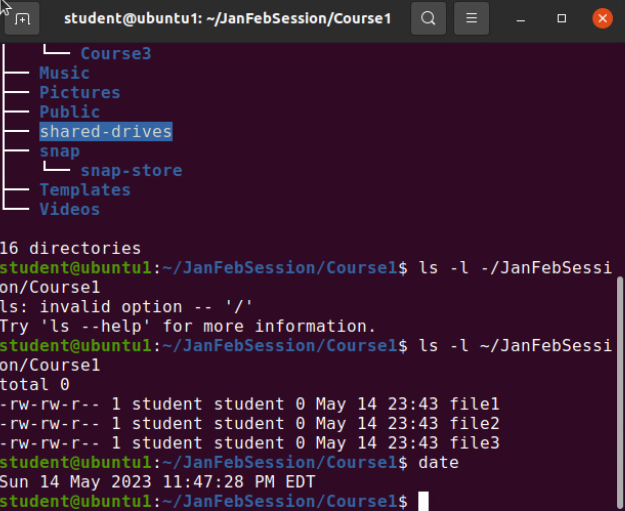 student@ubuntu1: ~/JanFebSession/Course1
Course3
Music
Pictures
Public
shared-drives
snap
snap-store
Templates
Videos
16 directories
student@ubuntu1:~/JanFebSession/Course1$ ls -l -/JanFebSessi
on/Course1
ls: invalid option -- '/'
Try 'ls --help' for more information.
student@ubuntu1:~/JanFebSession/Course1$ ls -l ~/JanFebSessi
on/Course1
total 0
-rw-rw-r-- 1 student student 0 May 14 23:43 file1
-rw-rw-r-- 1 student student 0 May 14 23:43 file2
-rw-rw-r-- 1 student student 0 May 14 23:43 file3
student@ubuntu1:~/JanFebSession/Course1$ date
Sun 14 May 2023 11:47:28 PM EDT
student@ubuntu1:~/JanFebSession/Course1$